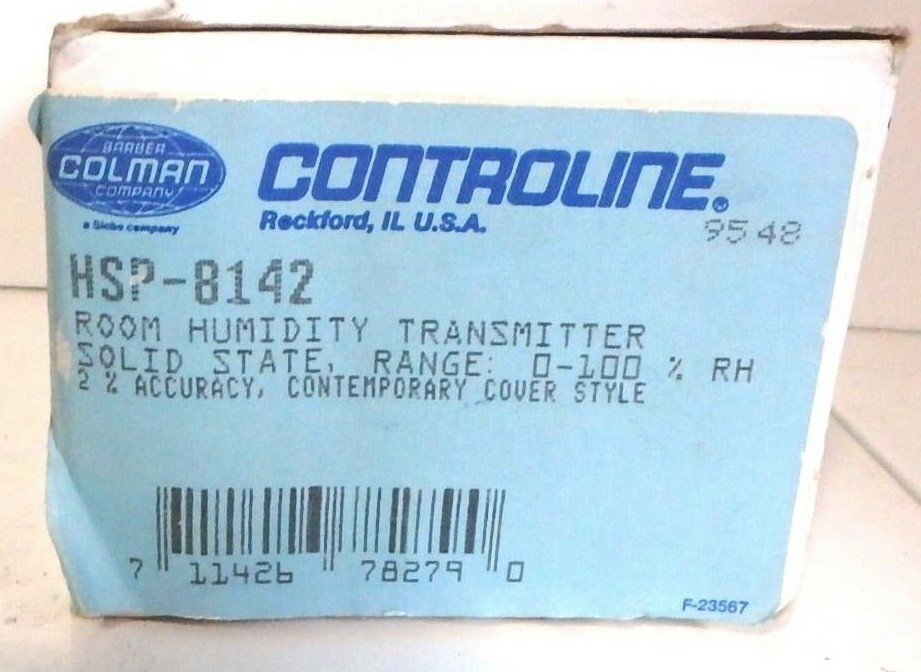 BARBER
COLMAN
COMPANY
a Siebe company
CONTROLINE®
Rockford, IL U.S.A.
9548
HSP-8142
ROOM HUMIDITY TRANSMITTER
SOLID STATE, RANGE: 0-100 % RH
2 % ACCURACY, CONTEMPORARY COVER STYLE
7 11426 78279 0
F-23567